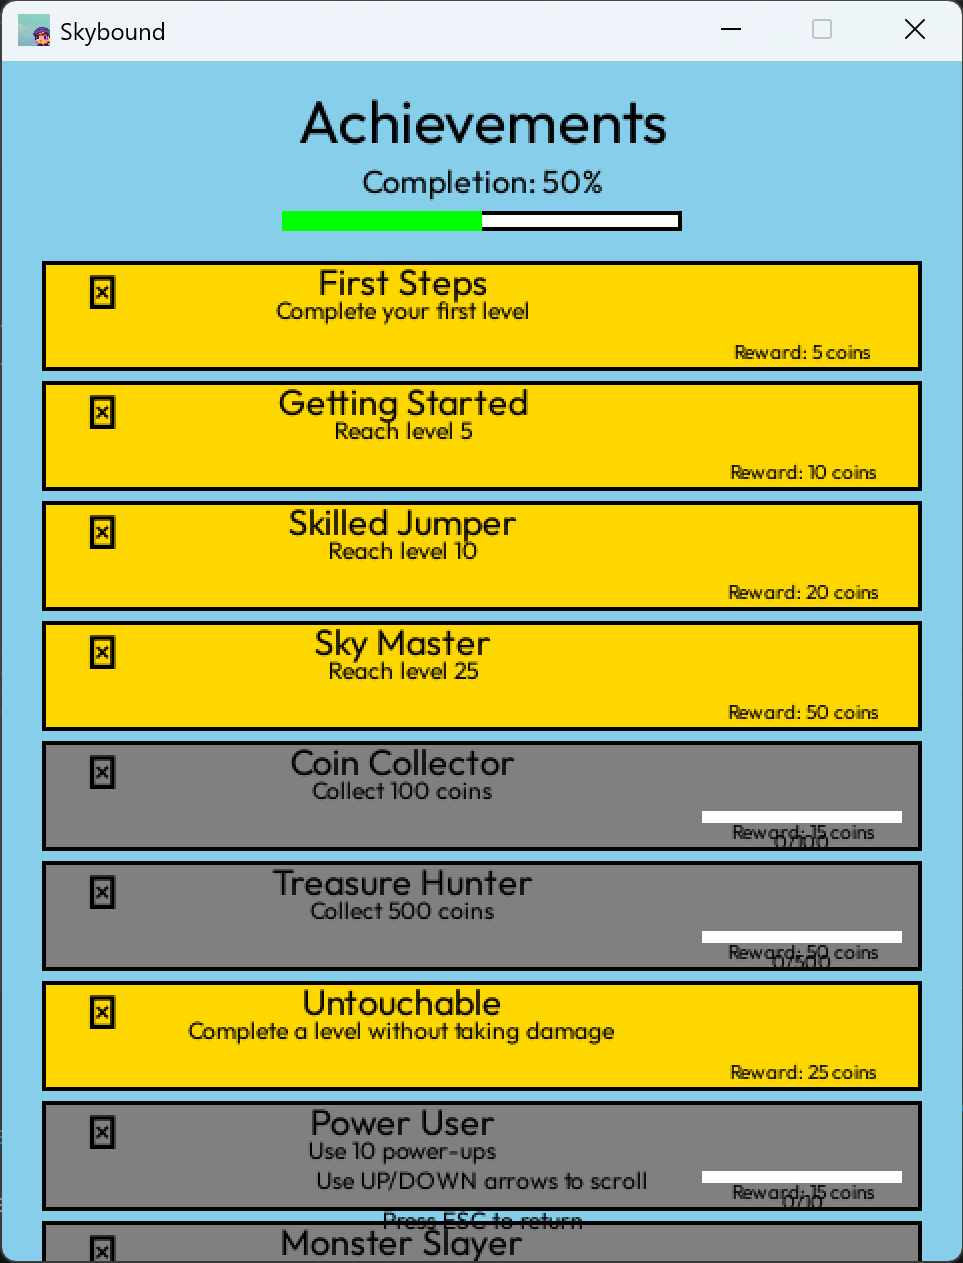 Skybound
Achievements
Completion: 50%
First Steps
Complete your first level
Reward: 5 coins
Getting Started
Reach level 5
Reward: 10 coins
Skilled Jumper
Reach level 10
Reward: 20 coins
Sky Master
Reach level 25
Reward: 50 coins
Coin Collector
Collect 100 coins
Reward: 15 coins
0/100
Treasure Hunter
Collect 500 coins
Reward: 50 coins
0/500
Untouchable
Complete a level without taking damage
Reward: 25 coins
Power User
Use 10 power-ups
Use UP/DOWN arrows to scroll
Reward: 15 coins
0/10
Press ESC to return
Monster Slayer